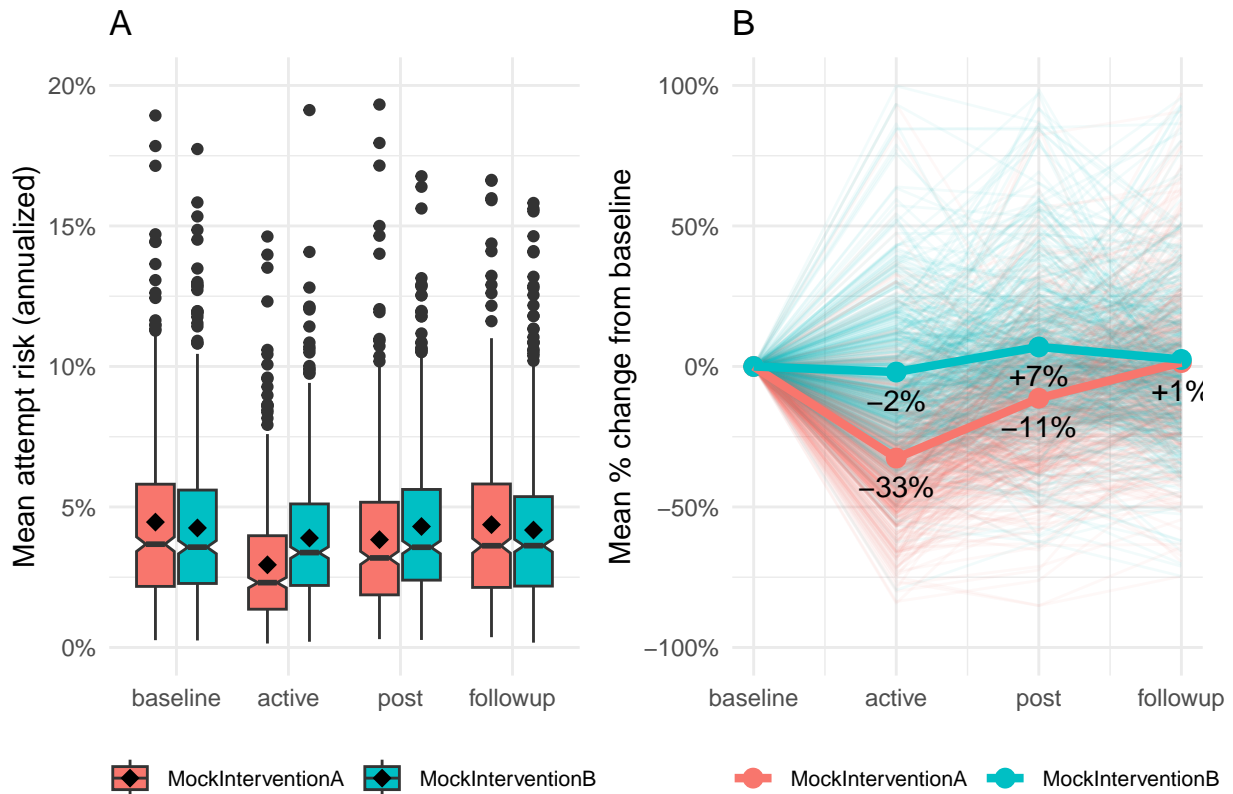 A
Mean attempt risk (annualized)
20%
15%
10%
5%
0%
baseline active post followup
MockInterventionA MockInterventionB
B
Mean % change from baseline
100%
50%
0%
−50%
−100%
−2%
+7%
+1%
−11%
−33%
baseline active post followup
MockInterventionA MockInterventionB